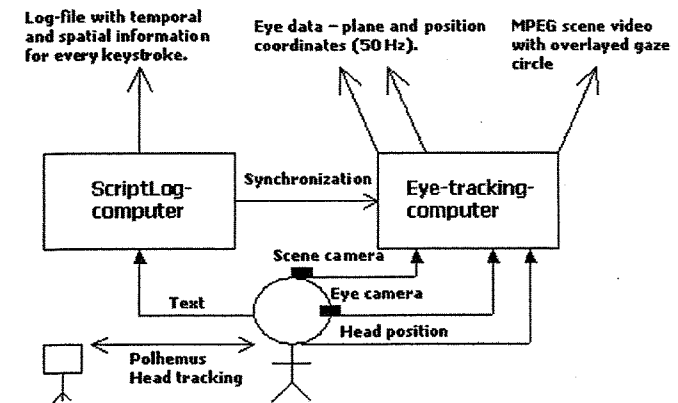 Log-file with temporal
and spatial information
for every keystroke.
Eye data – plane and position
coordinates (50 Hz).
MPEG scene video
with overlayed gaze
circle
ScriptLog-
computer
Synchronization
Eye-tracking-
computer
Scene camera
Eye camera
Text
Head position
Polhemus
Head tracking